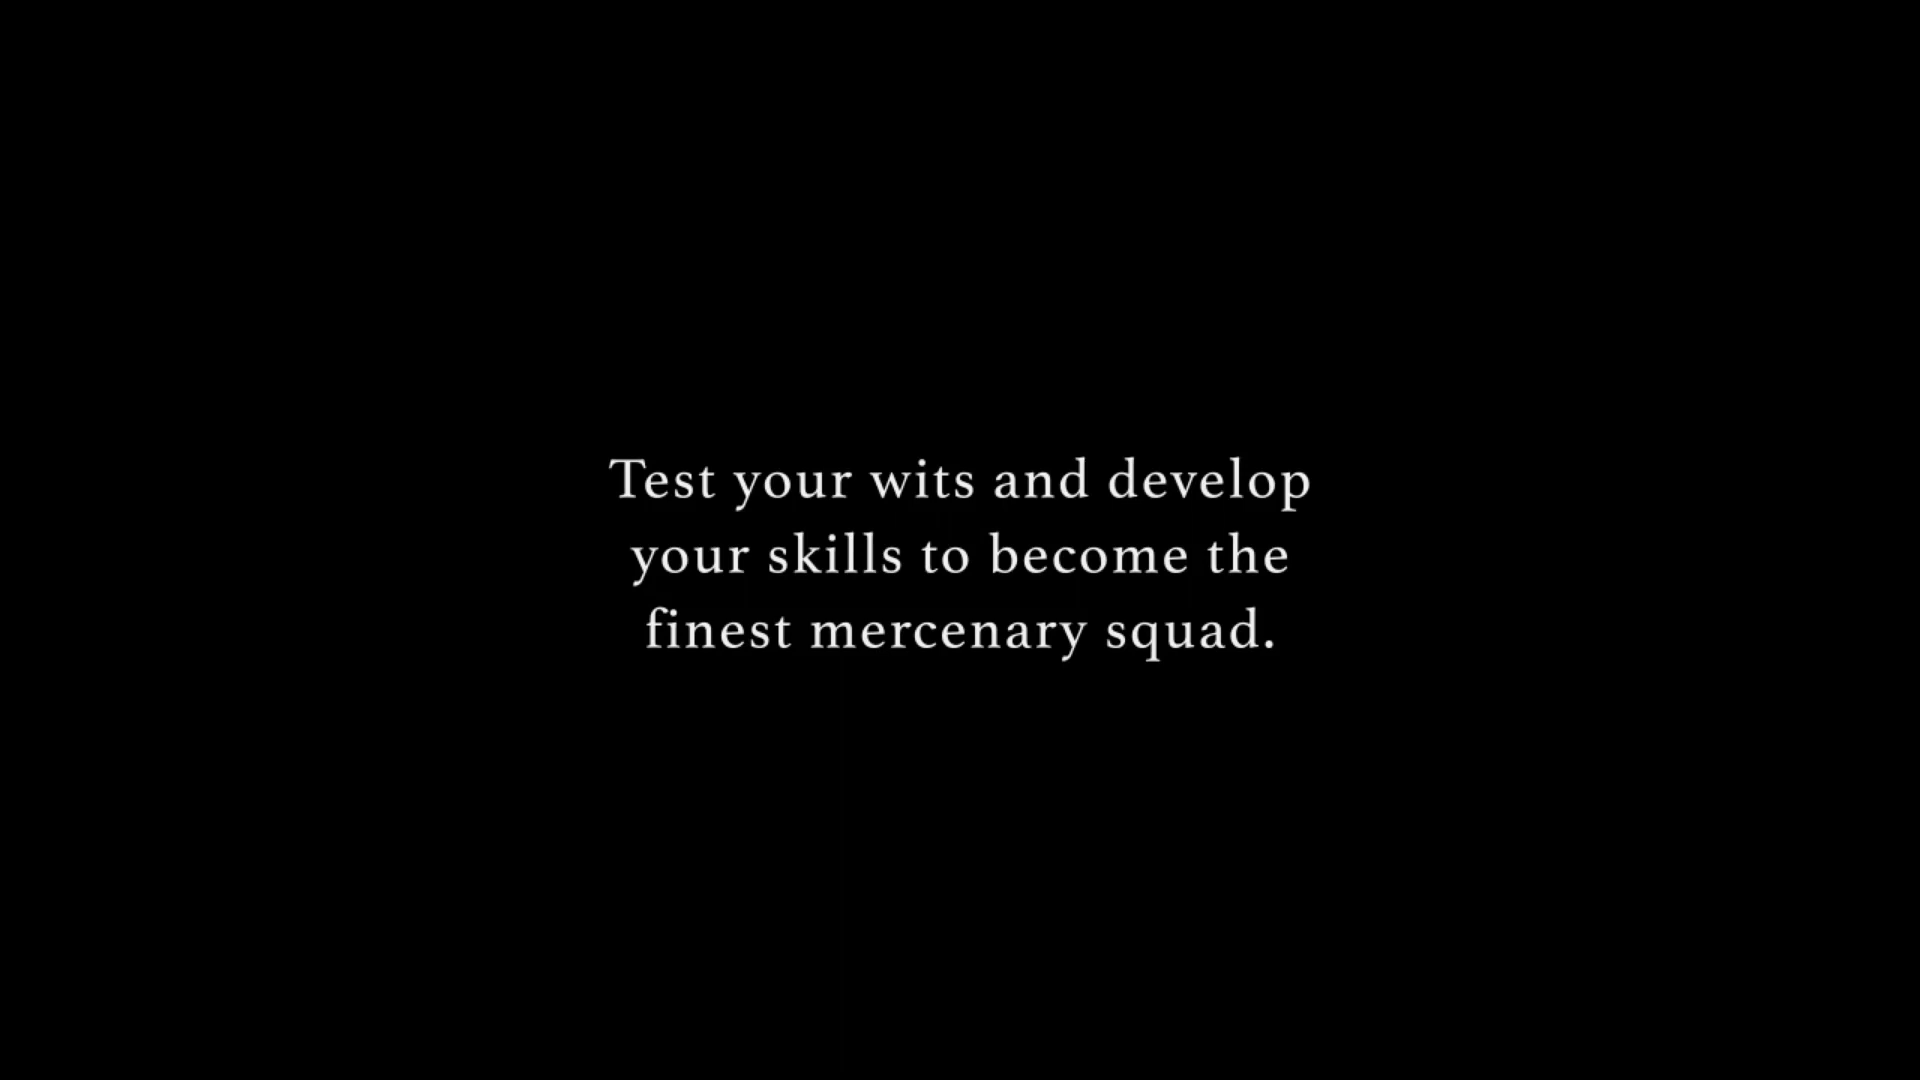 Test your wits and develop
your skills to become the
finest mercenary squad.